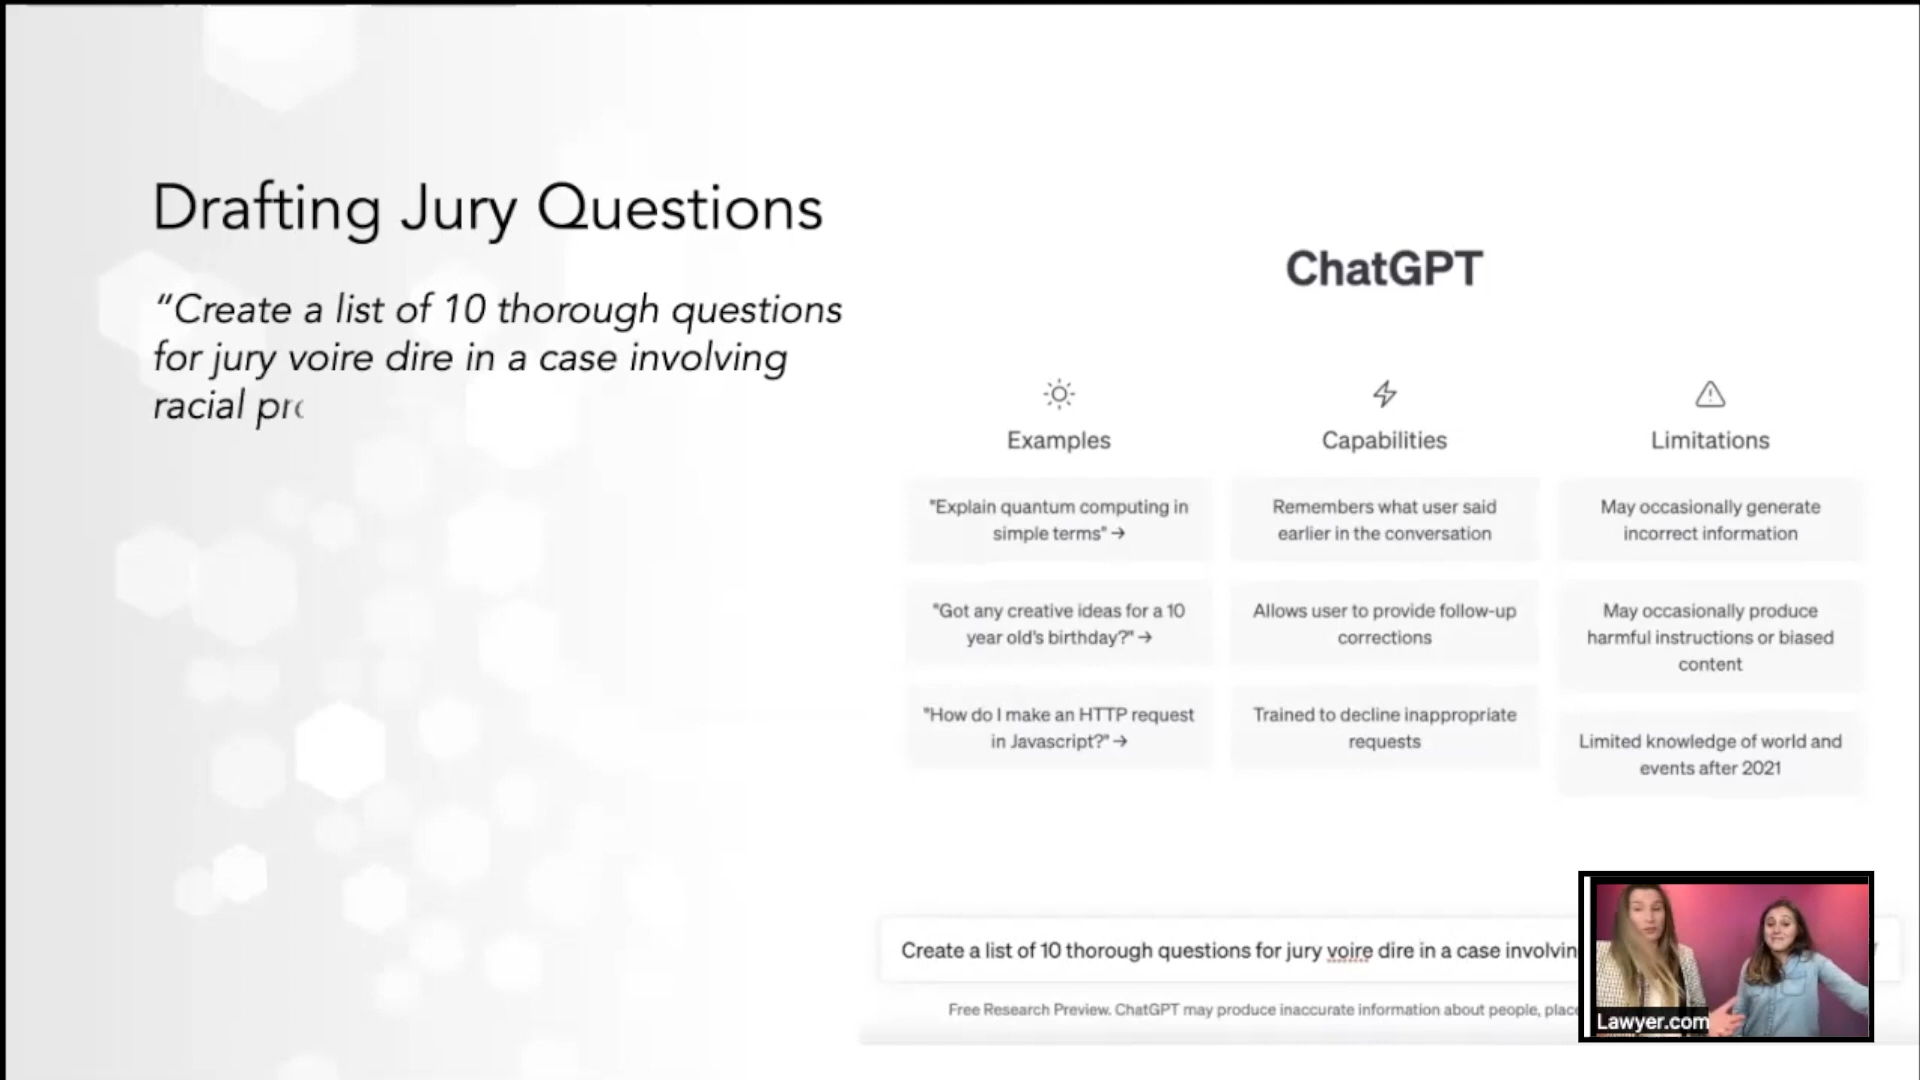 Drafting Jury Questions
“Create a list of 10 thorough questions
for jury voire dire in a case involving
racial pro
ChatGPT
Examples
"Explain quantum computing in
simple terms" →
"Got any creative ideas for a 10
year old's birthday?" →
"How do I make an HTTP request
in Javascript?" →
Capabilities
Remembers what user said
earlier in the conversation
Allows user to provide follow-up
corrections
Trained to decline inappropriate
requests
Limitations
May occasionally generate
incorrect information
May occasionally produce
harmful instructions or biased
content
Limited knowledge of world and
events after 2021
Create a list of 10 thorough questions for jury voire dire in a case involvin
Free Research Preview. ChatGPT may produce inaccurate information about people, place
Lawyer.com